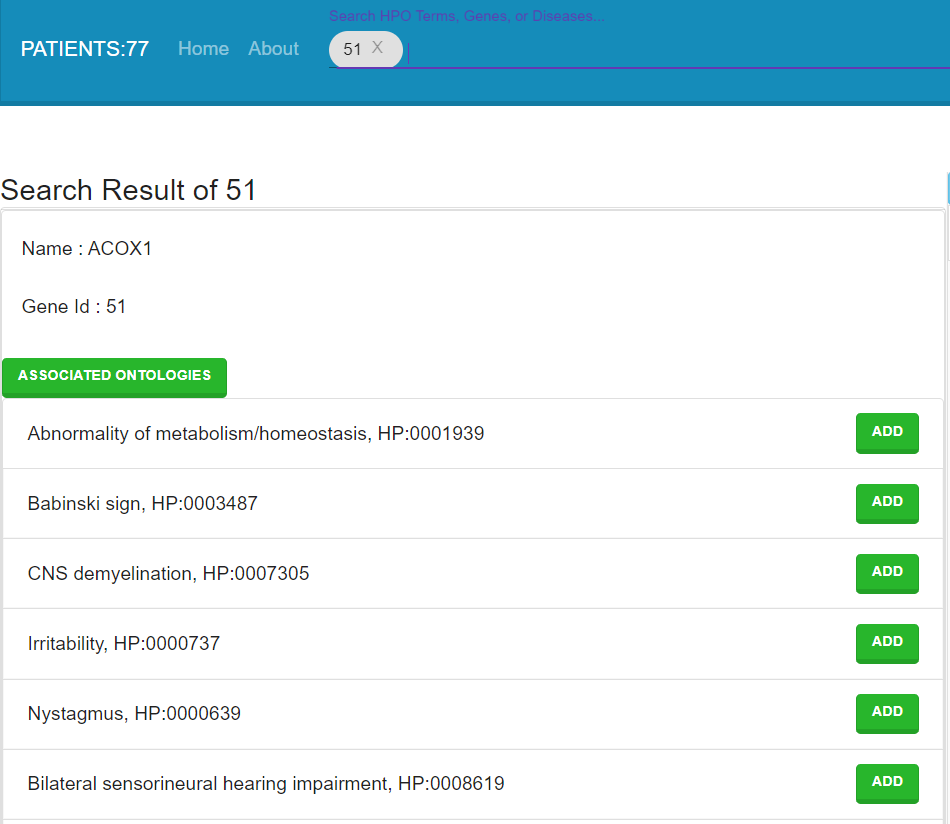 Search HPO Terms, Genes, or Diseases...
PATIENTS:77 Home About 51 X
Search Result of 51
Name : ACOX1
Gene Id : 51
ASSOCIATED ONTOLOGIES
Abnormality of metabolism/homeostasis, HP:0001939 ADD
Babinski sign, HP:0003487 ADD
CNS demyelination, HP:0007305 ADD
Irritability, HP:0000737 ADD
Nystagmus, HP:0000639 ADD
Bilateral sensorineural hearing impairment, HP:0008619 ADD